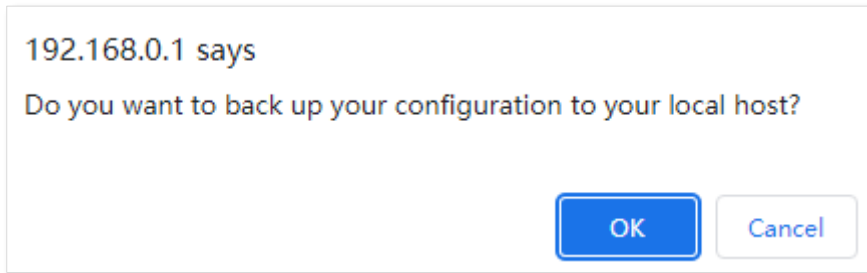 192.168.0.1 says
Do you want to back up your configuration to your local host?
OK Cancel